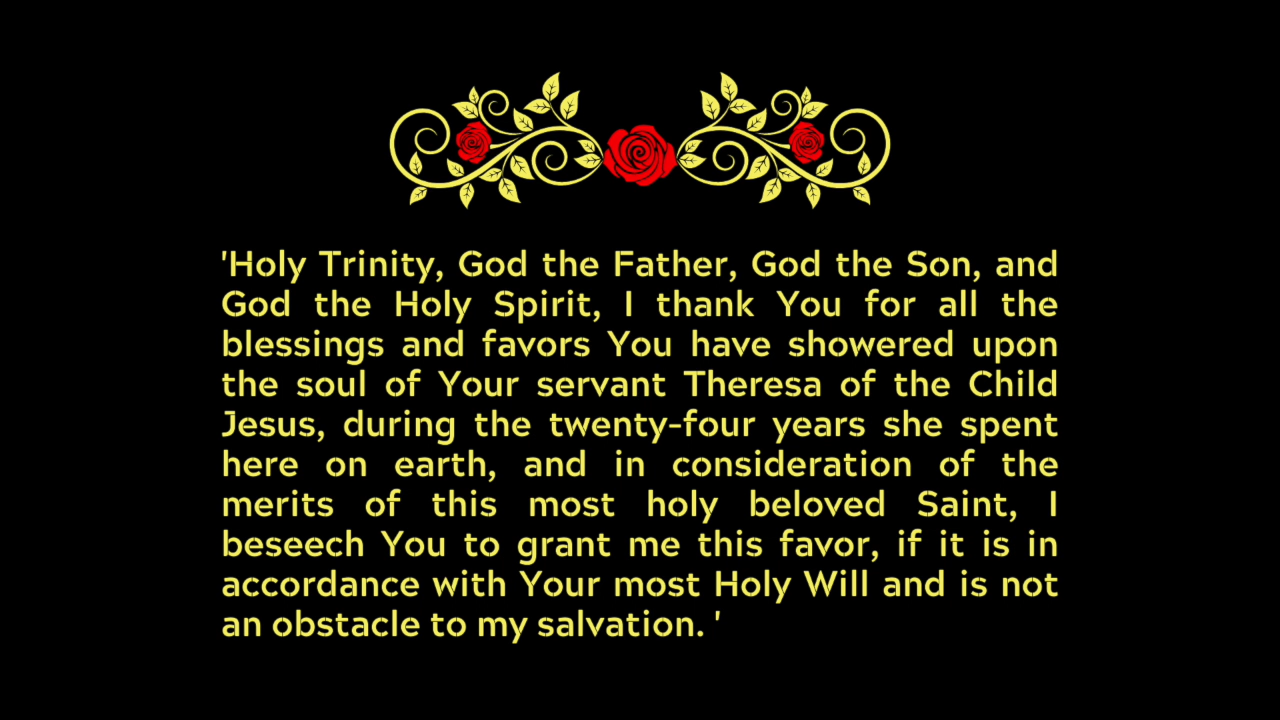 'Holy Trinity, God the Father, God the Son, and
God the Holy Spirit, I thank You for all the
blessings and favors You have showered upon
the soul of Your servant Theresa of the Child
Jesus, during the twenty-four years she spent
here on earth, and in consideration of the
merits of this most holy beloved Saint, I
beseech You to grant me this favor, if it is in
accordance with Your most Holy Will and is not
an obstacle to my salvation. '